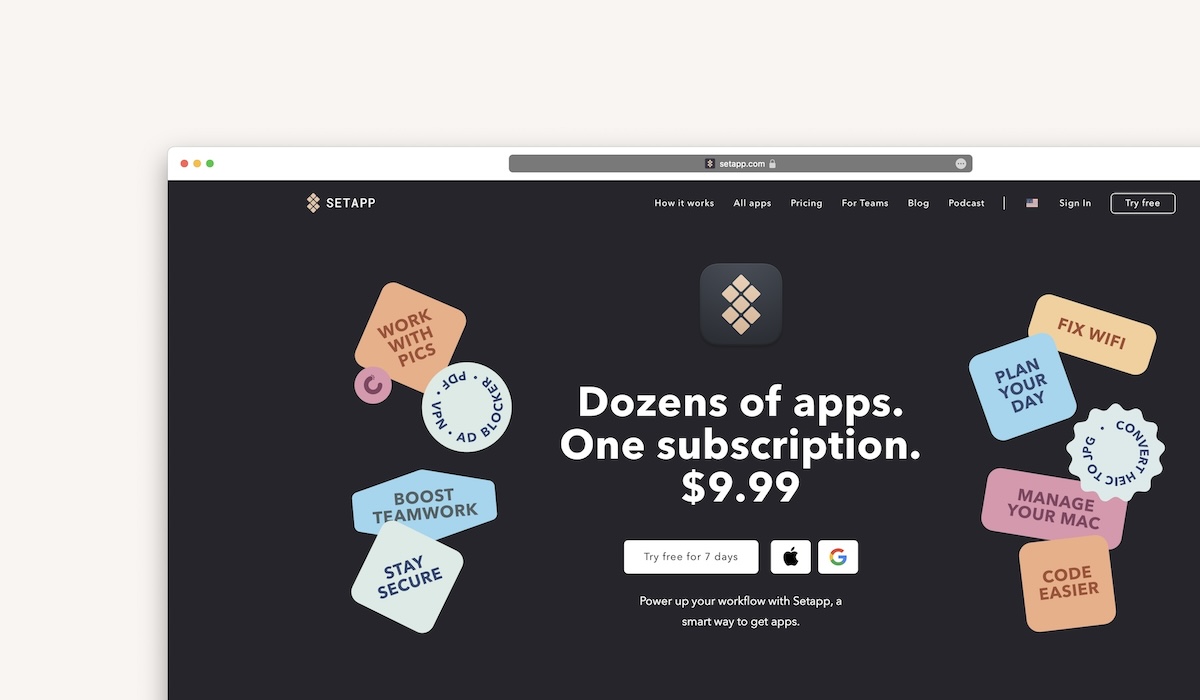 setapp.com
SETAPP
How it works
All apps
Pricing
For Teams
Blog
Podcast
Sign In
Try free
WORK
WITH
PICS
PDF • VPN • AD BLOCKER •
BOOST
TEAMWORK
STAY
SECURE
Dozens of apps.
One subscription.
$9.99
Try free for 7 days
Power up your workflow with Setapp, a
smart way to get apps.
FIX WIFI
PLAN
YOUR
DAY
CONVERT HEIC TO JPG •
MANAGE
YOUR MAC
CODE
EASIER